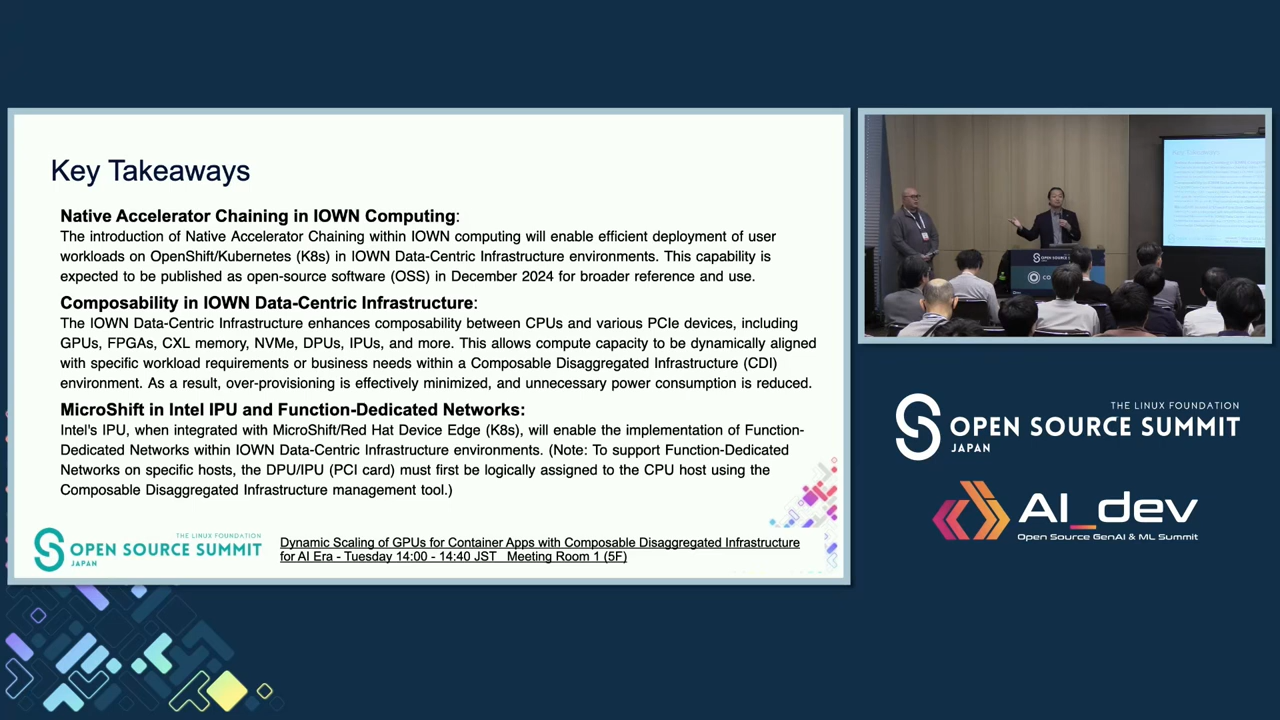 Key Takeaways
Native Accelerator Chaining in IOWN Computing:
The introduction of Native Accelerator Chaining within IOWN computing will enable efficient deployment of user
workloads on OpenShift/Kubernetes (K8s) in IOWN Data-Centric Infrastructure environments. This capability is
expected to be published as open-source software (OSS) in December 2024 for broader reference and use.
Composability in IOWN Data-Centric Infrastructure:
The IOWN Data-Centric Infrastructure enhances composability between CPUs and various PCIe devices, including
GPUs, FPGAs, CXL memory, NVMe, DPUs, IPUs, and more. This allows compute capacity to be dynamically aligned
with specific workload requirements or business needs within a Composable Disaggregated Infrastructure (CDI)
environment. As a result, over-provisioning is effectively minimized, and unnecessary power consumption is reduced.
MicroShift in Intel IPU and Function-Dedicated Networks:
Intel's IPU, when integrated with MicroShift/Red Hat Device Edge (K8s), will enable the implementation of Function-
Dedicated Networks within IOWN Data-Centric Infrastructure environments. (Note: To support Function-Dedicated
Networks on specific hosts, the DPU/IPU (PCI card) must first be logically assigned to the CPU host using the
Composable Disaggregated Infrastructure management tool.)
THE LINUX FOUNDATION
OPEN SOURCE SUMMIT
JAPAN
Dynamic Scaling of GPUs for Container Apps with Composable Disaggregated Infrastructure
for AI Era - Tuesday 14:00 - 14:40 JST Meeting Room 1 (5F)
THE LINUX FOUNDATION
OPEN SOURCE SUMMIT
JAPAN
AI_dev
Open Source GenAI & ML Summit